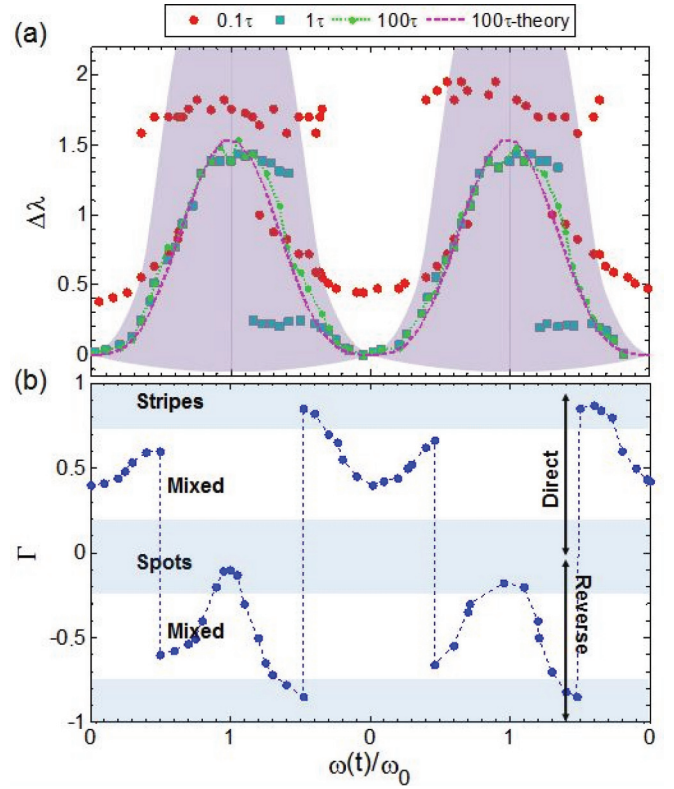 0.1τ 1τ 100τ 100τ-theory
(a)
2
1.5
1
0.5
0
Δλ
(b)
1
0.5
0
-0.5
-1
Γ
Stripes
Mixed
Spots
Mixed
Direct
Reverse
0 1 0 1 0
ω(t)/ω0